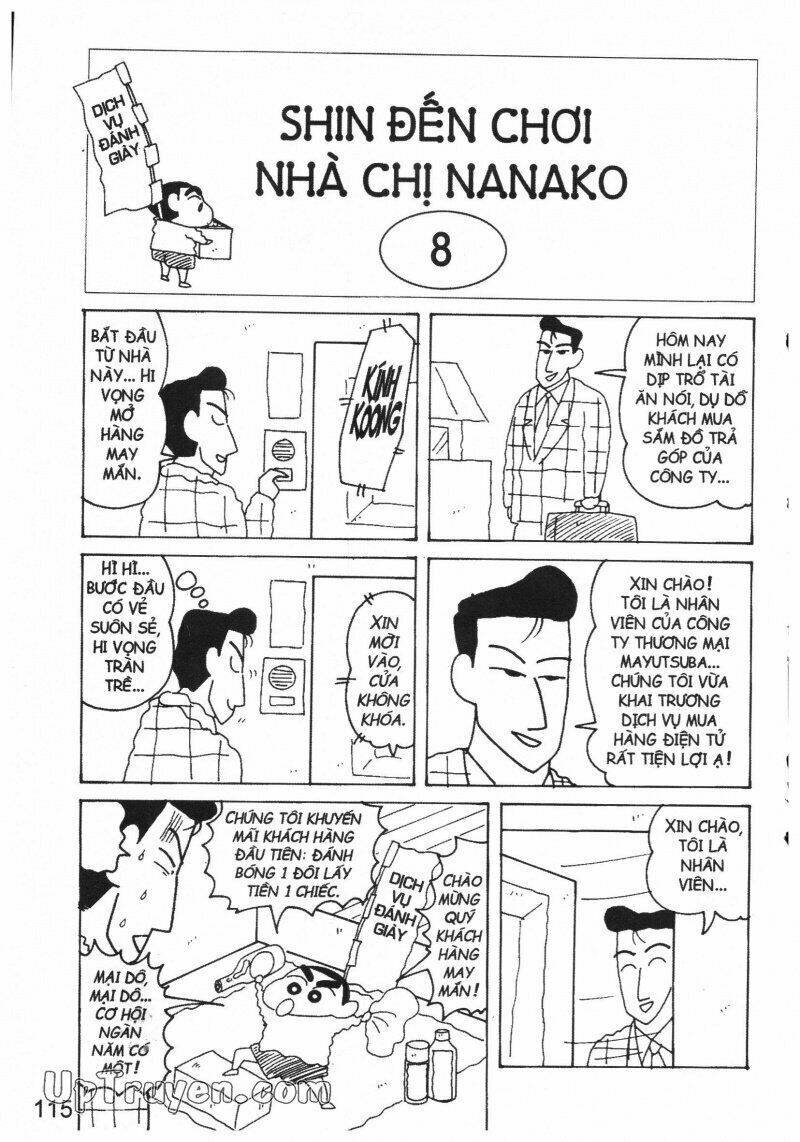 DỊCH
VỤ
ĐÁNH
GIÀY
SHIN ĐẾN CHƠI
NHÀ CHỊ NANAKO
8
HÔM NAY
MÌNH LẠI CÓ
DỊP TRỔ TÀI
ĂN NÓI, DỤ DỖ
KHÁCH MUA
SẮM ĐỒ TRẢ
GÓP CỦA
CÔNG TY...
BẮT ĐẦU
TỪ NHÀ
NÀY... HI
VỌNG
MỞ
HÀNG
MAY
MẮN.
KÍNH
KOONG
XIN CHÀO!
TÔI LÀ NHÂN
VIÊN CỦA CÔNG
TY THƯƠNG MẠI
MAYUTSUBA...
CHÚNG TÔI VỪA
KHAI TRƯƠNG
DỊCH VỤ MUA
HÀNG ĐIỆN TỬ
RẤT TIỆN LỢI Ạ!
XIN
MỜI
VÀO,
CỬA
KHÔNG
KHÓA.
HÌ HÌ...
BƯỚC ĐẦU
CÓ VẺ
SUÔN SẺ,
HI VỌNG
TRÀN
TRỀ...
XIN CHÀO,
TÔI LÀ
NHÂN
VIÊN...
CHÀO
MỪNG
QUÝ
KHÁCH
HÀNG
MAY
MẮN!
DỊCH
VỤ
ĐÁNH
GIÀY
CHÚNG TÔI KHUYẾN
MÃI KHÁCH HÀNG
ĐẦU TIÊN: ĐÁNH
BÓNG 1 ĐÔI LẤY
TIỀN 1 CHIẾC.
MẠI DÔ,
MẠI DÔ...
CƠ HỘI
NGÀN
NĂM CÓ
MỘT!
UpTruyen.com
115